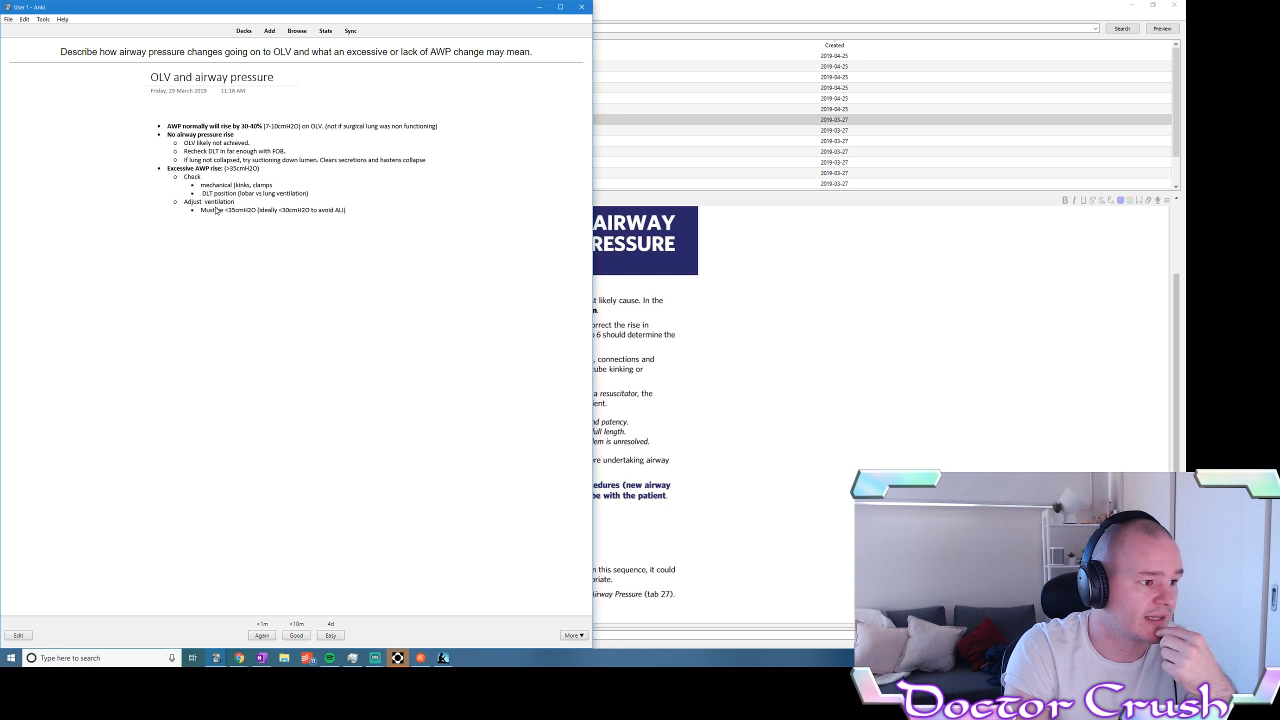 User 1 - Anki
File Edit Tools Help
Decks Add Browse Stats Sync
Describe how airway pressure changes going on to OLV and what an excessive or lack of AWP change may mean.
OLV and airway pressure
Friday, 29 March 2019 11:16 AM
AWP normally will rise by 30-40% (7-10cmH2O) on OLV. (not if surgical lung was non functioning)
No airway pressure rise
OLV likely not achieved.
Recheck DLT in far enough with FOB.
If lung not collapsed, try suctioning down lumen. Clears secretions and hastens collapse
Excessive AWP rise: (>35cmH2O)
Check
mechanical (kinks, clamps
DLT position (lobar vs lung ventilation)
Adjust ventilation
Must be <35cmH2O (ideally <30cmH2O to avoid ALI)
<1m <10m 4d
Edit Again Good Easy More ▼
Type here to search
Search Preview
Created
2019-04-25
2019-04-25
2019-04-25
2019-04-25
2019-04-25
2019-04-25
2019-03-27
2019-03-27
2019-03-27
2019-03-27
2019-03-27
2019-03-27
2019-03-27
AIRWAY
RESSURE
t likely cause. In the
n.
orrect the rise in
6 should determine the
, connections and
tube kinking or
a resuscitator, the
ient.
nd patency.
full length.
lem is unresolved.
re undertaking airway
edures (new airway
be with the patient.
n this sequence, it could
priate.
Airway Pressure (tab 27).
Doctor Crush